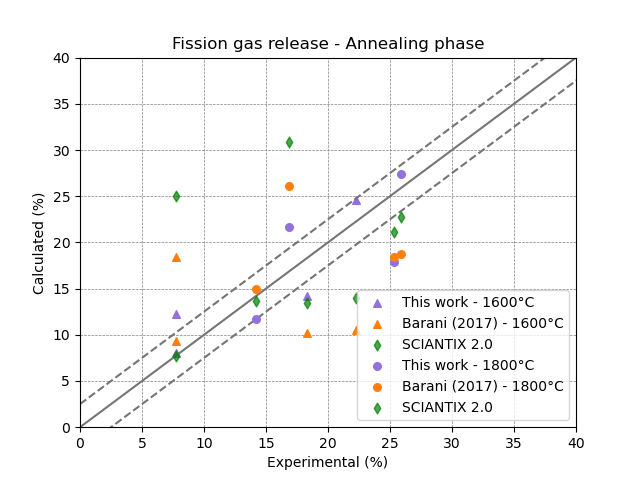 Fission gas release - Annealing phase
40
35
30
25
20
15
10
5
0
Calculated (%)
This work - 1600°C
Barani (2017) - 1600°C
SCIANTIX 2.0
This work - 1800°C
Barani (2017) - 1800°C
SCIANTIX 2.0
0 5 10 15 20 25 30 35 40
Experimental (%)